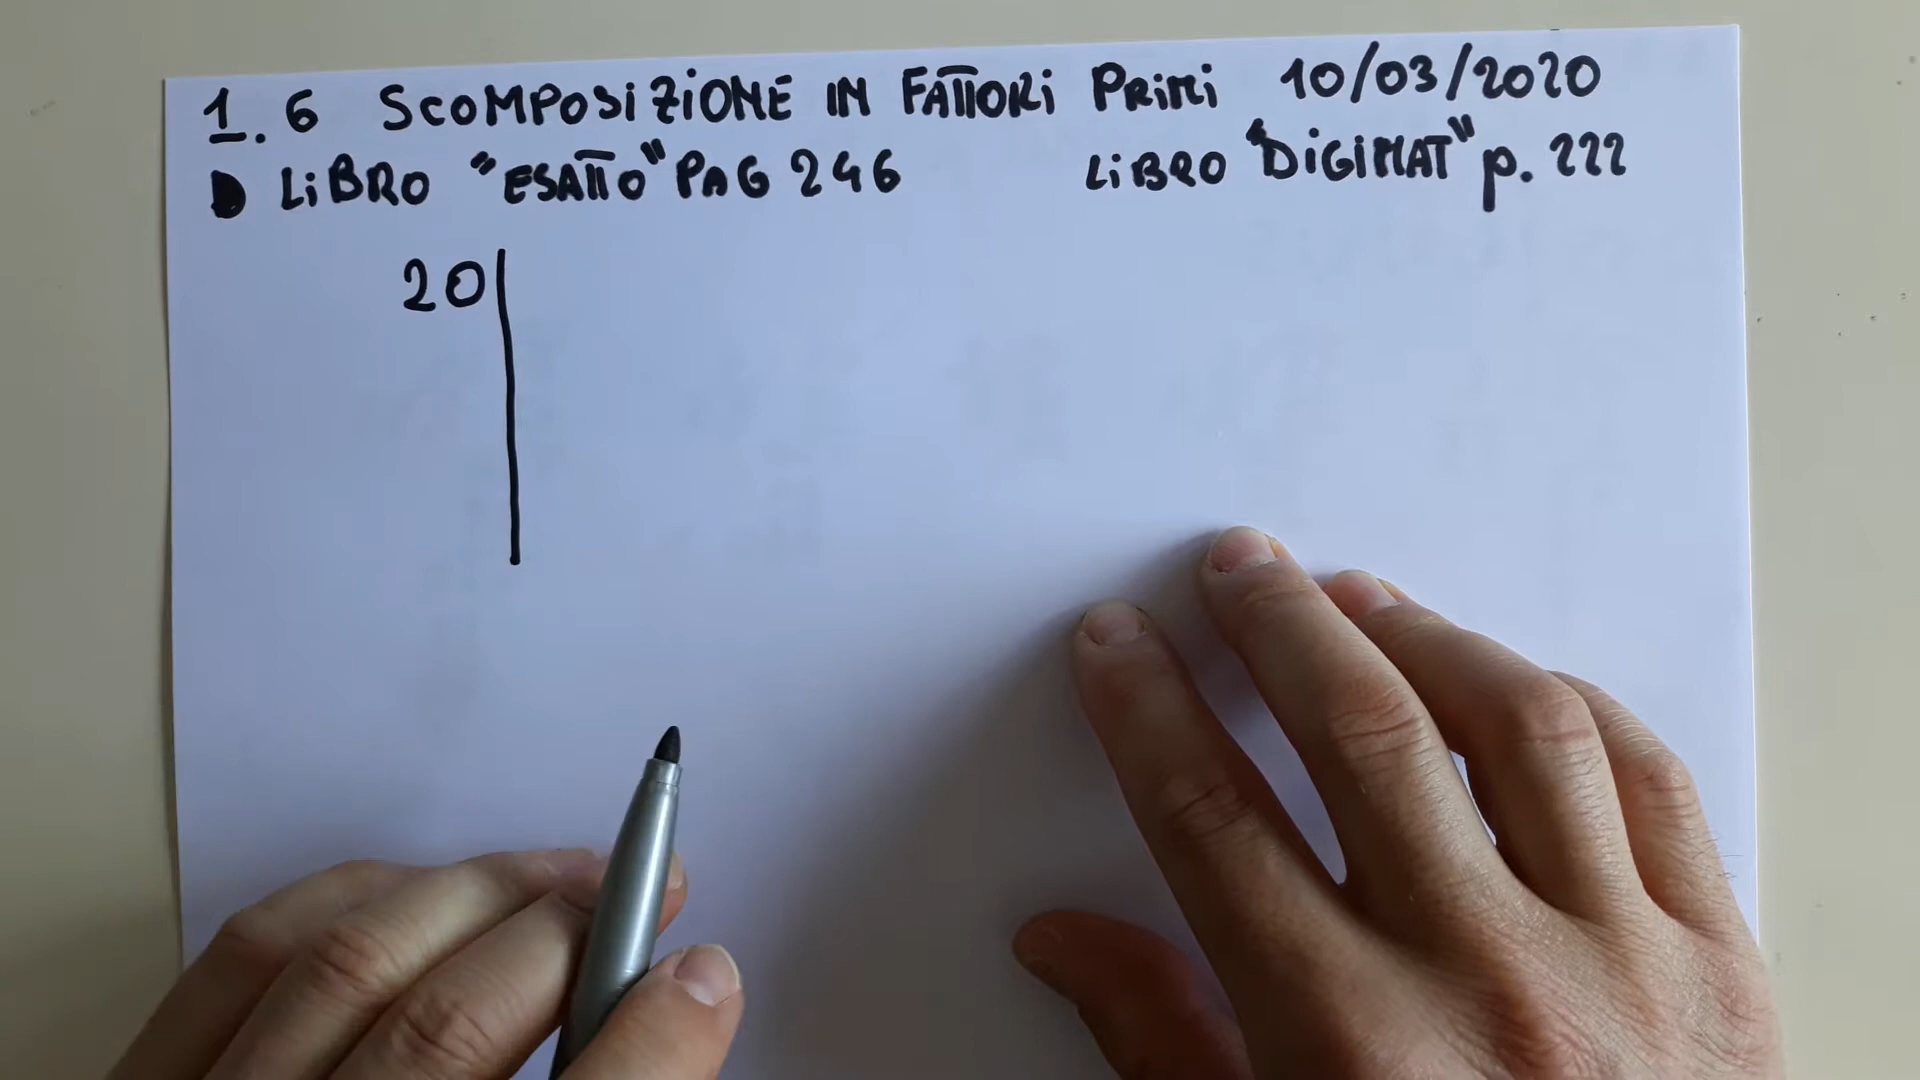 1.6 SCOMPOSIZIONE IN FATTORI PRIMI 10/03/2020
LIBRO "ESATTO" PAG 246 LIBRO "DIGIMAT" p. 222
20